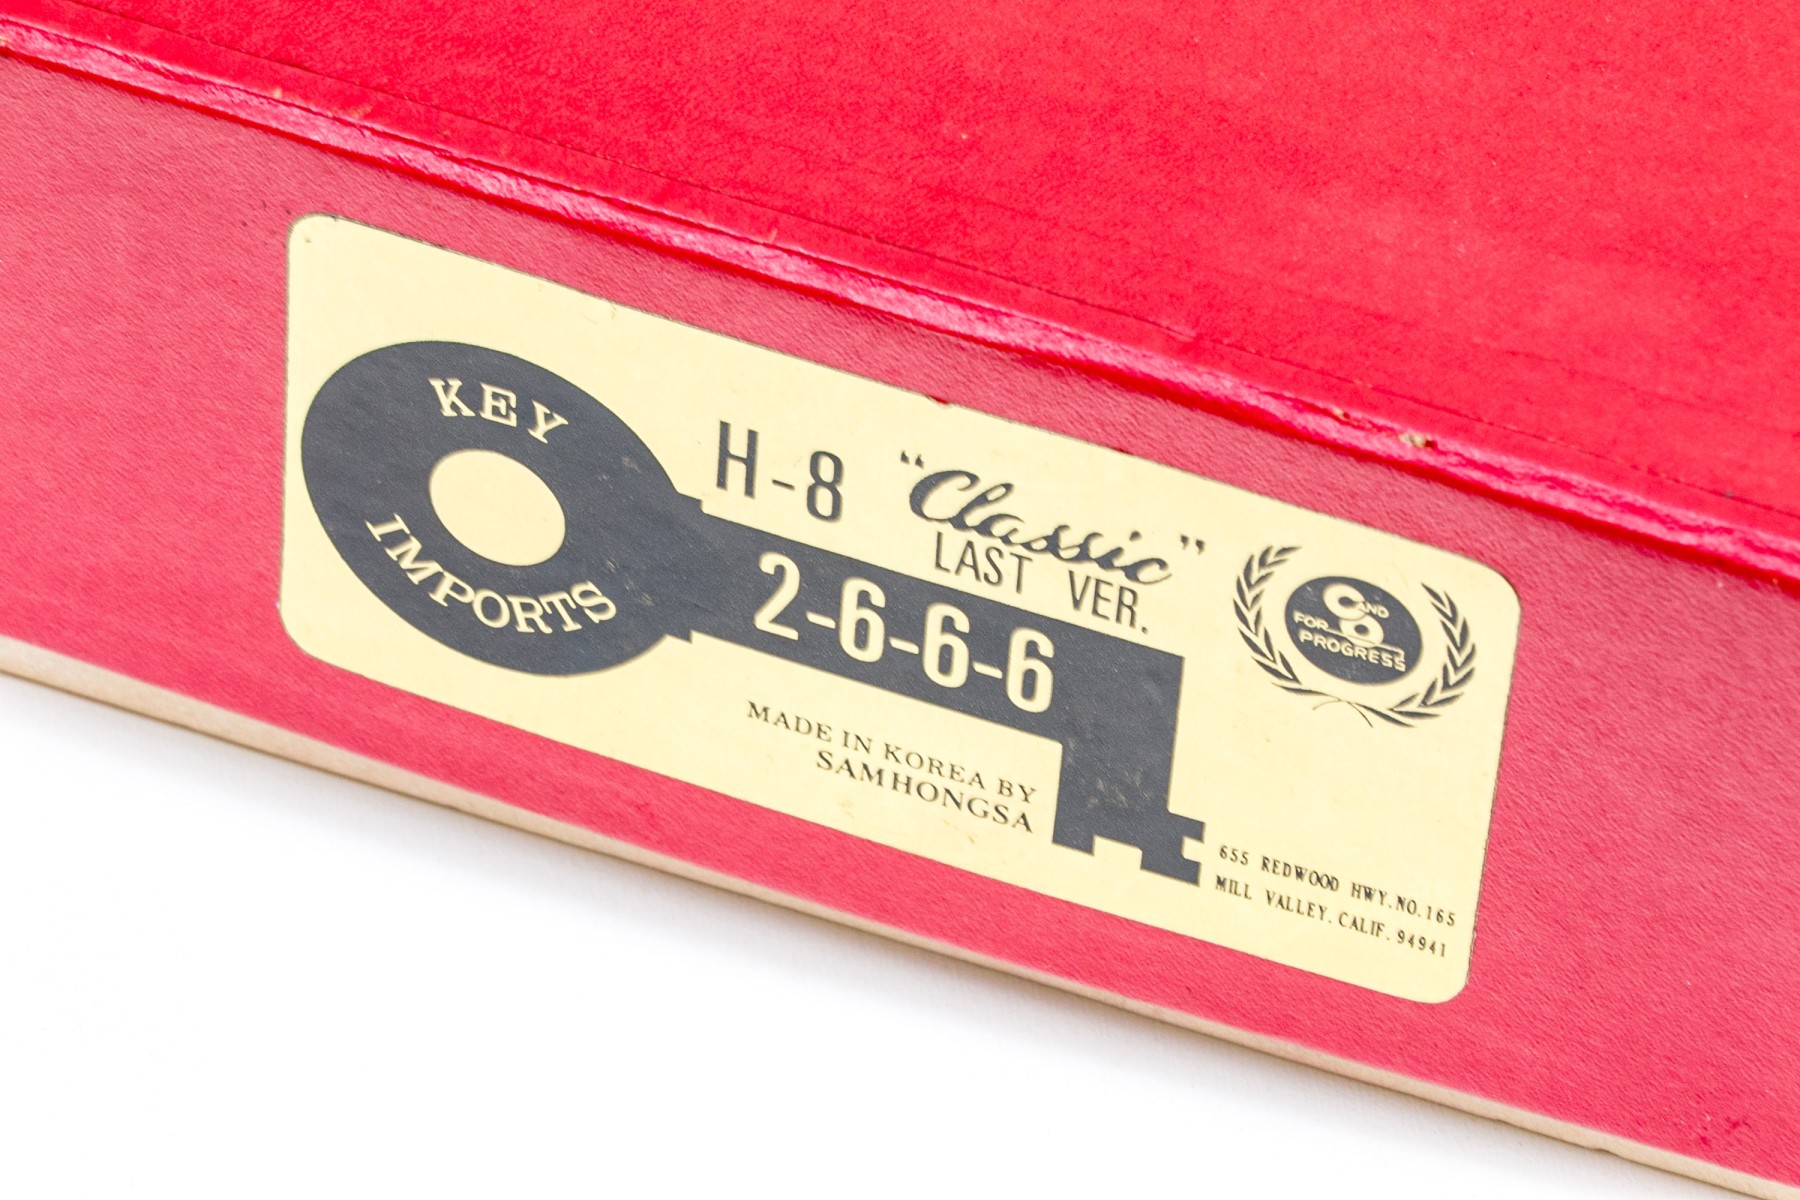 KEY
IMPORTS
H-8 "Classic"
LAST VER.
2-6-6-6
MADE IN KOREA BY
SAMHONGSA
AND
FOR
PROGRESS
655 REDWOOD HWY.NO.165
MILL VALLEY.CALIF.94941